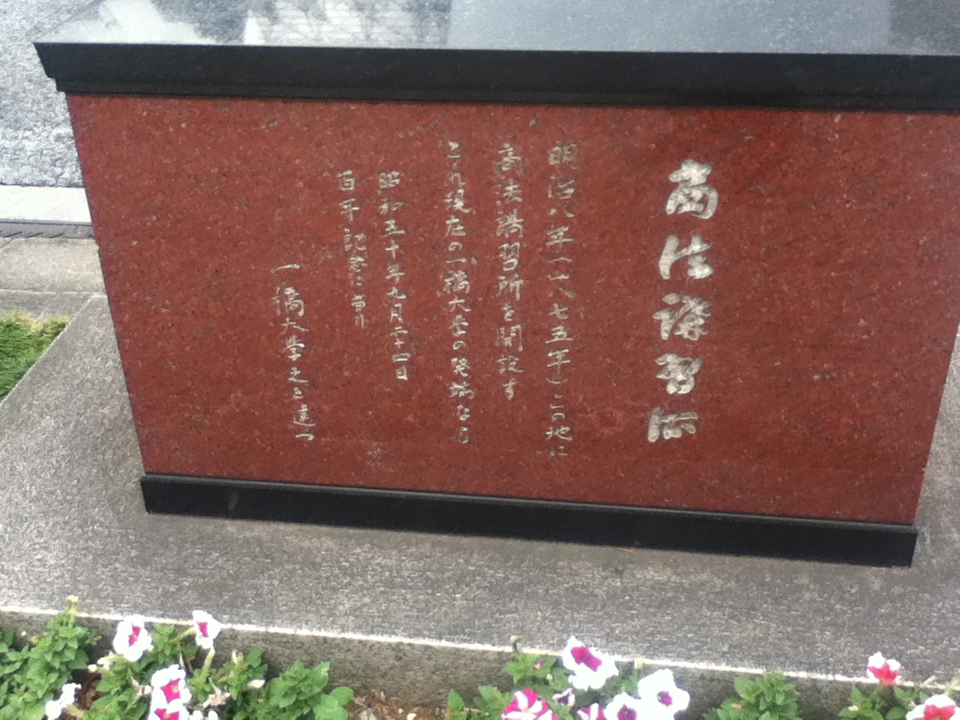 商法講習所
明治八年(一八七五年)この地に
商法講習所を開設す
これ現在の一橋大学の発端なり
昭和五十年九月二十四日
百年記念に当り
一橋大学之を建つ